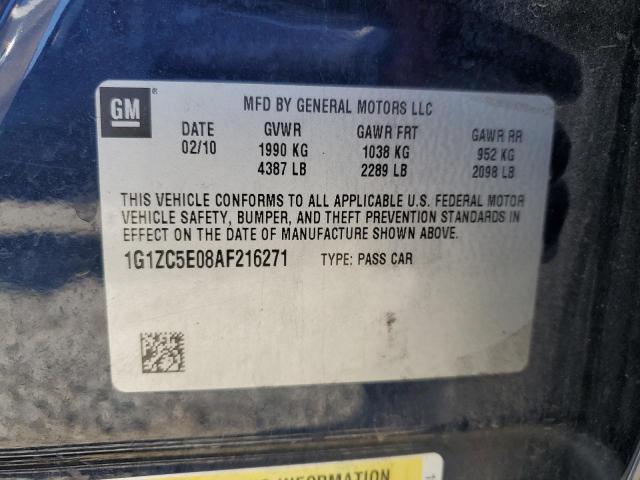 GM ® MFD BY GENERAL MOTORS LLC
DATE GVWR GAWR FRT GAWR RR
02/10 1990 KG 1038 KG 952 KG
4387 LB 2289 LB 2098 LB
THIS VEHICLE CONFORMS TO ALL APPLICABLE U.S. FEDERAL MOTOR
VEHICLE SAFETY, BUMPER, AND THEFT PREVENTION STANDARDS IN
EFFECT ON THE DATE OF MANUFACTURE SHOWN ABOVE.
1G1ZC5E08AF216271 TYPE: PASS CAR
INFORMATION